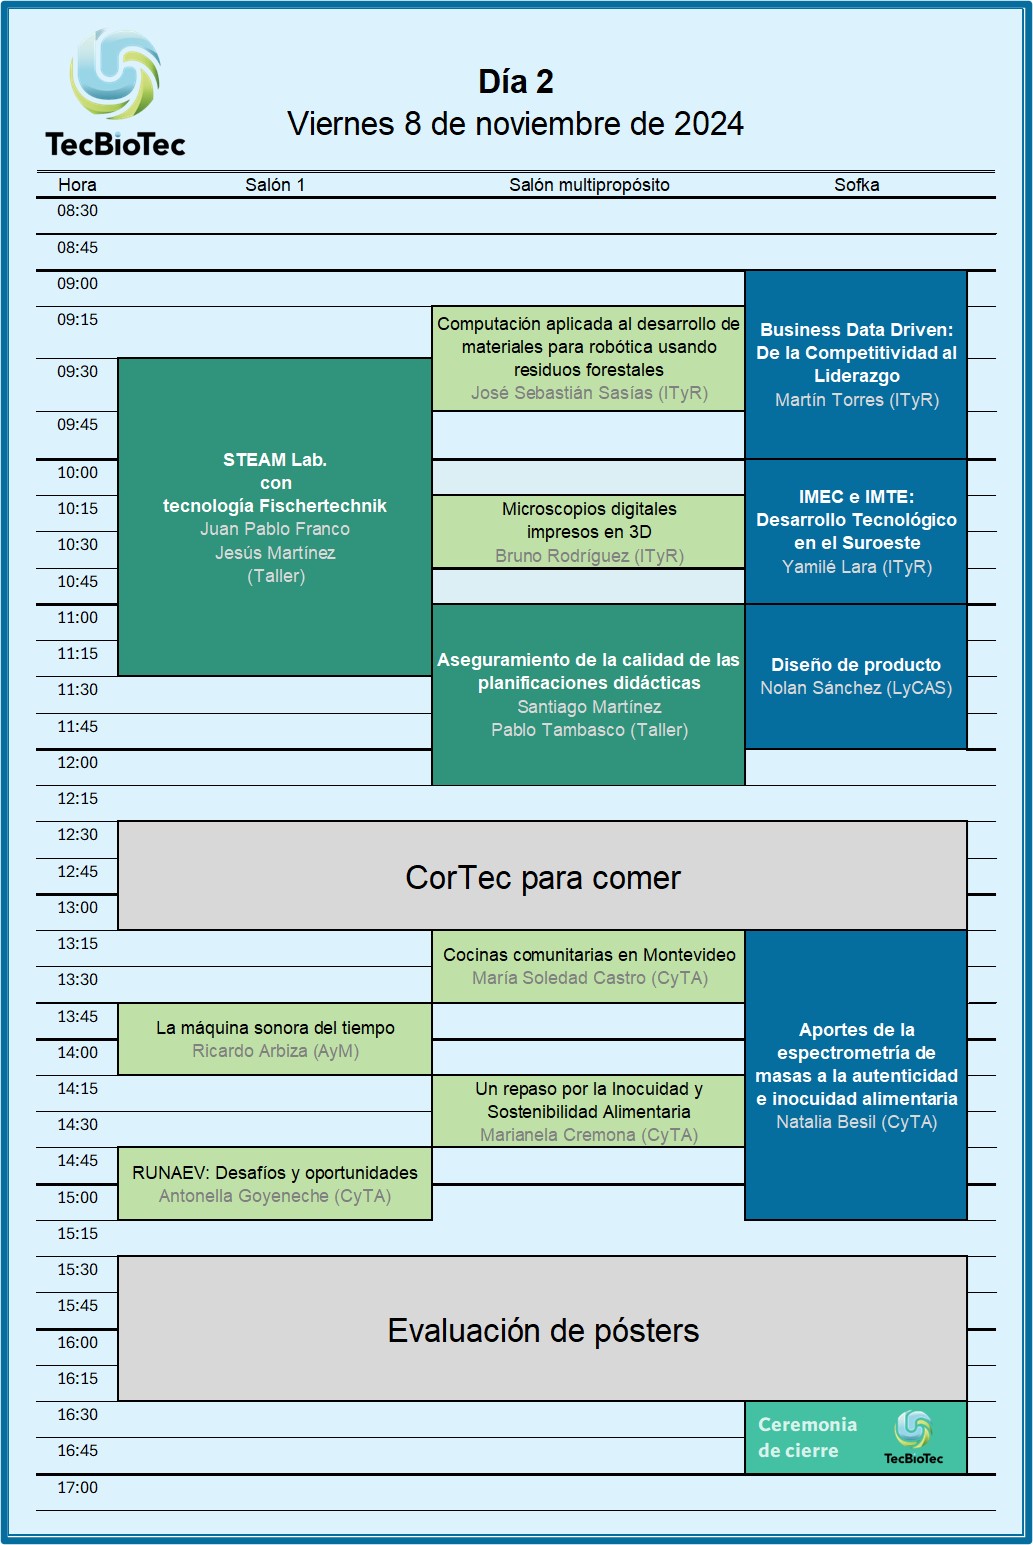 TecBioTec
Día 2
Viernes 8 de noviembre de 2024
Hora Salón 1 Salón multipropósito Sofka
08:30
08:45
09:00
09:15
09:30
09:45
10:00
10:15
10:30
10:45
11:00
11:15
11:30
11:45
12:00
12:15
12:30
12:45
13:00
13:15
13:30
13:45
14:00
14:15
14:30
14:45
15:00
15:15
15:30
15:45
16:00
16:15
16:30
16:45
17:00
STEAM Lab.
con
tecnología Fischertechnik
Juan Pablo Franco
Jesús Martínez
(Taller)
Computación aplicada al desarrollo de
materiales para robótica usando
residuos forestales
José Sebastián Sasías (ITyR)
Microscopios digitales
impresos en 3D
Bruno Rodríguez (ITyR)
Aseguramiento de la calidad de las
planificaciones didácticas
Santiago Martínez
Pablo Tambasco (Taller)
Business Data Driven:
De la Competitividad al
Liderazgo
Martín Torres (ITyR)
IMEC e IMTE:
Desarrollo Tecnológico
en el Suroeste
Yamilé Lara (ITyR)
Diseño de producto
Nolan Sánchez (LyCAS)
CorTec para comer
La máquina sonora del tiempo
Ricardo Arbiza (AyM)
RUNAEV: Desafíos y oportunidades
Antonella Goyeneche (CyTA)
Cocinas comunitarias en Montevideo
María Soledad Castro (CyTA)
Un repaso por la Inocuidad y
Sostenibilidad Alimentaria
Marianela Cremona (CyTA)
Aportes de la
espectrometría de
masas a la autenticidad
e inocuidad alimentaria
Natalia Besil (CyTA)
Evaluación de pósters
Ceremonia
de cierre
TecBioTec